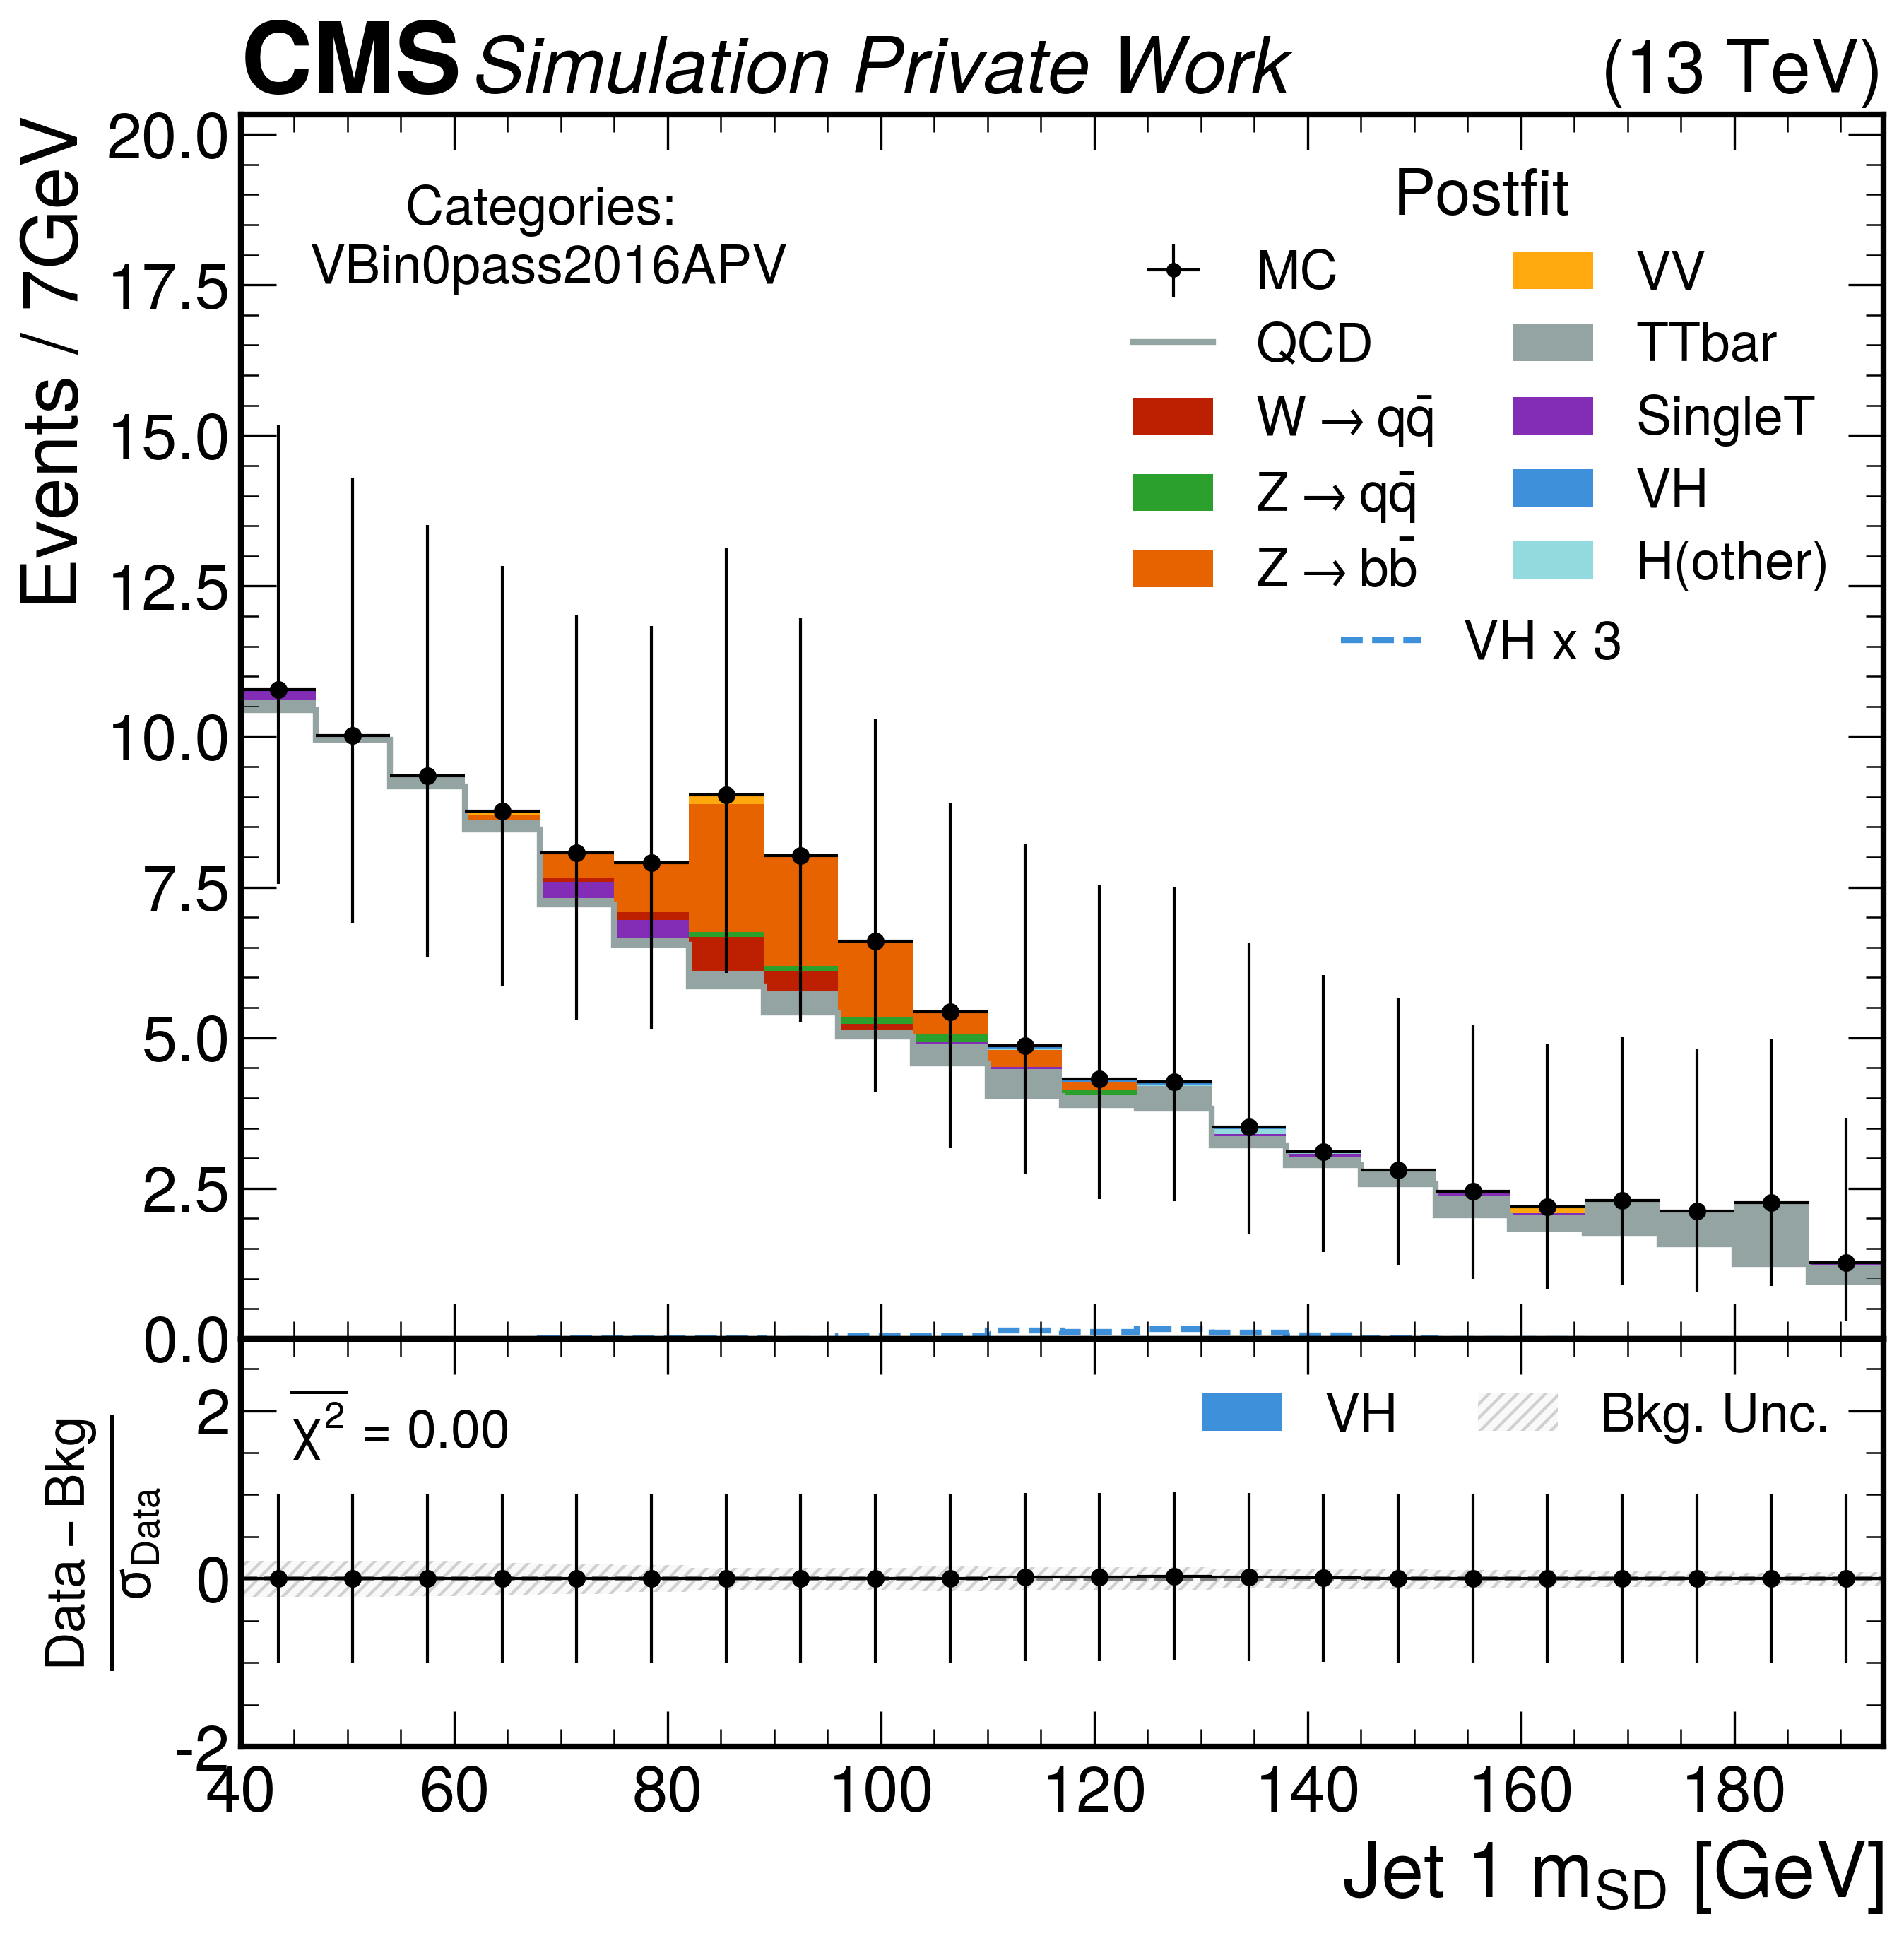 CMS Simulation Private Work (13 TeV)
Events / 7GeV
20.0
17.5
15.0
12.5
10.0
7.5
5.0
2.5
0.0
Categories:
VBin0pass2016APV
Postfit
MC
QCD
W → qq̄
Z → qq̄
Z → bb̄
VV
TTbar
SingleT
VH
H(other)
VH x 3
Data – Bkg
σData
2
0
-2
χ² = 0.00
VH
Bkg. Unc.
40 60 80 100 120 140 160 180
Jet 1 mSD [GeV]